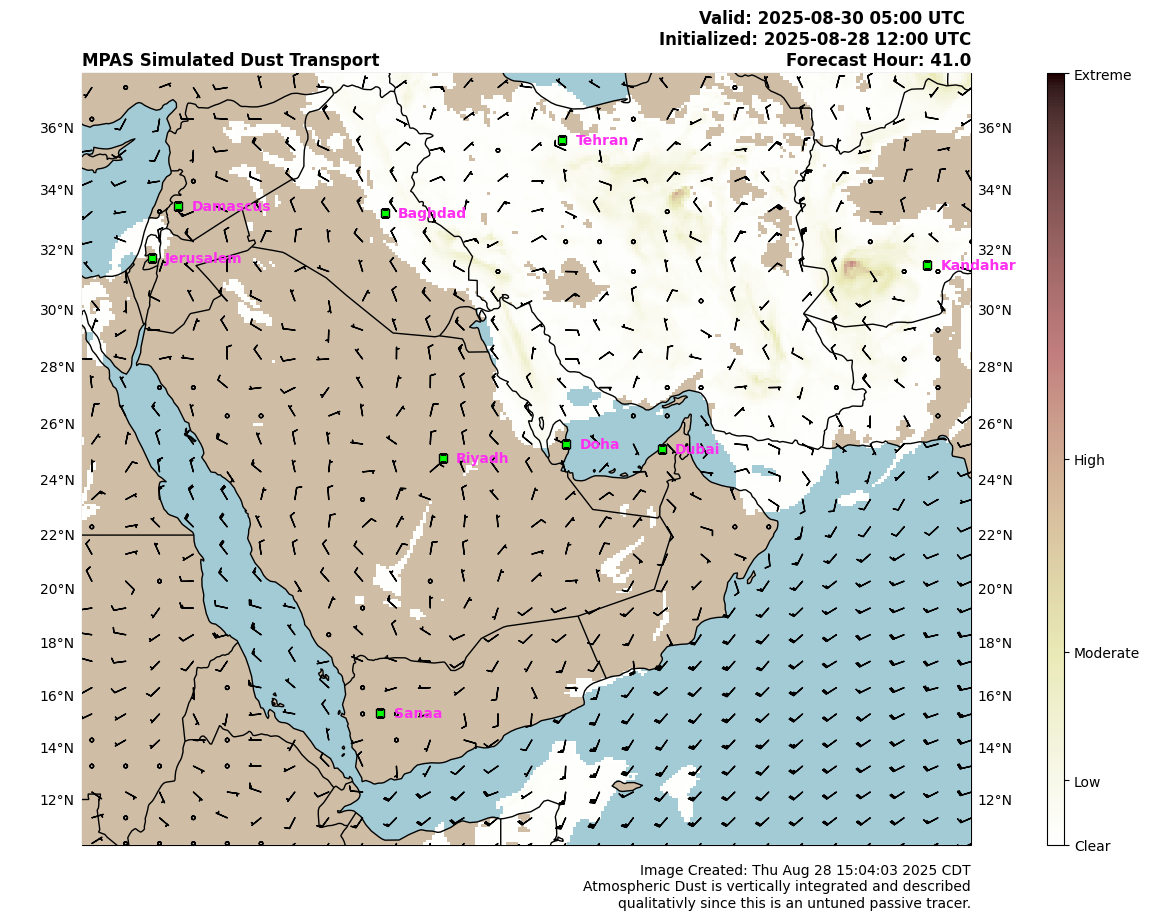 Valid: 2025-08-30 05:00 UTC
Initialized: 2025-08-28 12:00 UTC
MPAS Simulated Dust Transport
Forecast Hour: 41.0
Extreme
36°N
Tehran
36°N
34°N
34°N
Damascus
Baghdad
32°N
32°N
Jerusalem
Kandahar
30°N
30°N
28°N
28°N
26°N
26°N
Doha
Dubai
Riyadh
High
24°N
24°N
22°N
22°N
20°N
20°N
18°N
18°N
Moderate
16°N
16°N
Sanaa
14°N
14°N
Low
12°N
12°N
Clear
Image Created: Thu Aug 28 15:04:03 2025 CDT
Atmospheric Dust is vertically integrated and described
qualitativly since this is an untuned passive tracer.